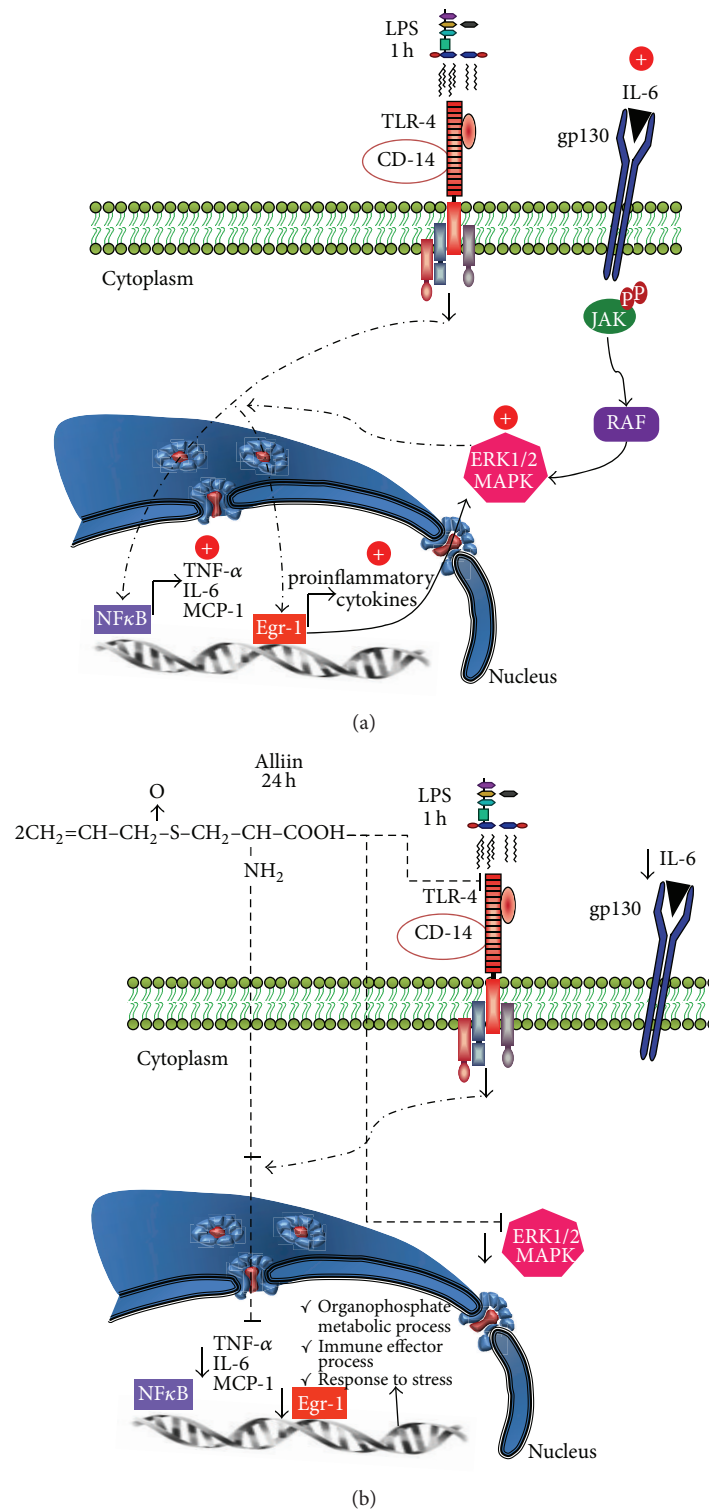 LPS
1 h
+
IL-6
TLR-4
gp130
CD-14
Cytoplasm
P
P
JAK
+
RAF
ERK1/2
MAPK
+
TNF-α
IL-6
MCP-1
+
proinflammatory
cytokines
NFκB
Egr-1
Nucleus
(a)
Alliin
24 h
O
2CH₂=CH–CH₂–S–CH₂–CH–COOH
NH₂
LPS
1 h
IL-6
TLR-4
gp130
CD-14
Cytoplasm
ERK1/2
MAPK
✓ Organophosphate
metabolic process
✓ Immune effector
process
✓ Response to stress
TNF-α
IL-6
MCP-1
NFκB
Egr-1
Nucleus
(b)